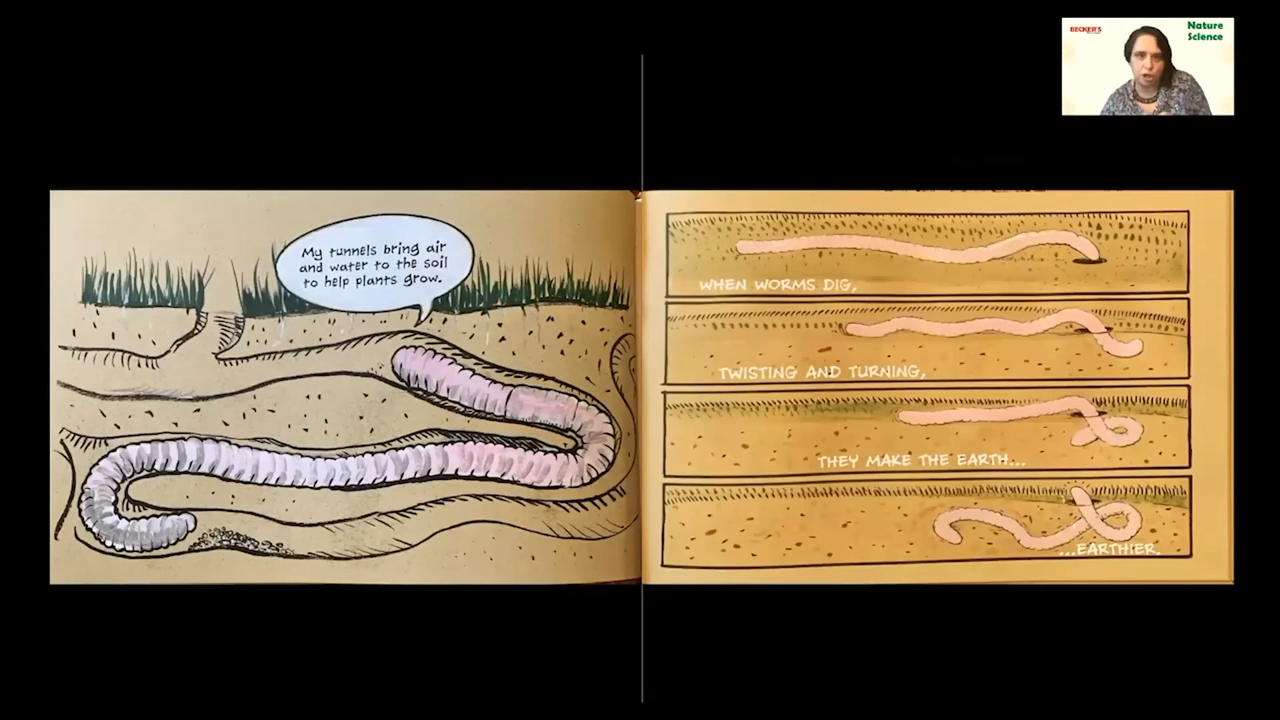 BECKER'S
Nature
Science
My tunnels bring air
and water to the soil
to help plants grow.
WHEN WORMS DIG,
TWISTING AND TURNING,
THEY MAKE THE EARTH...
...EARTHIER.